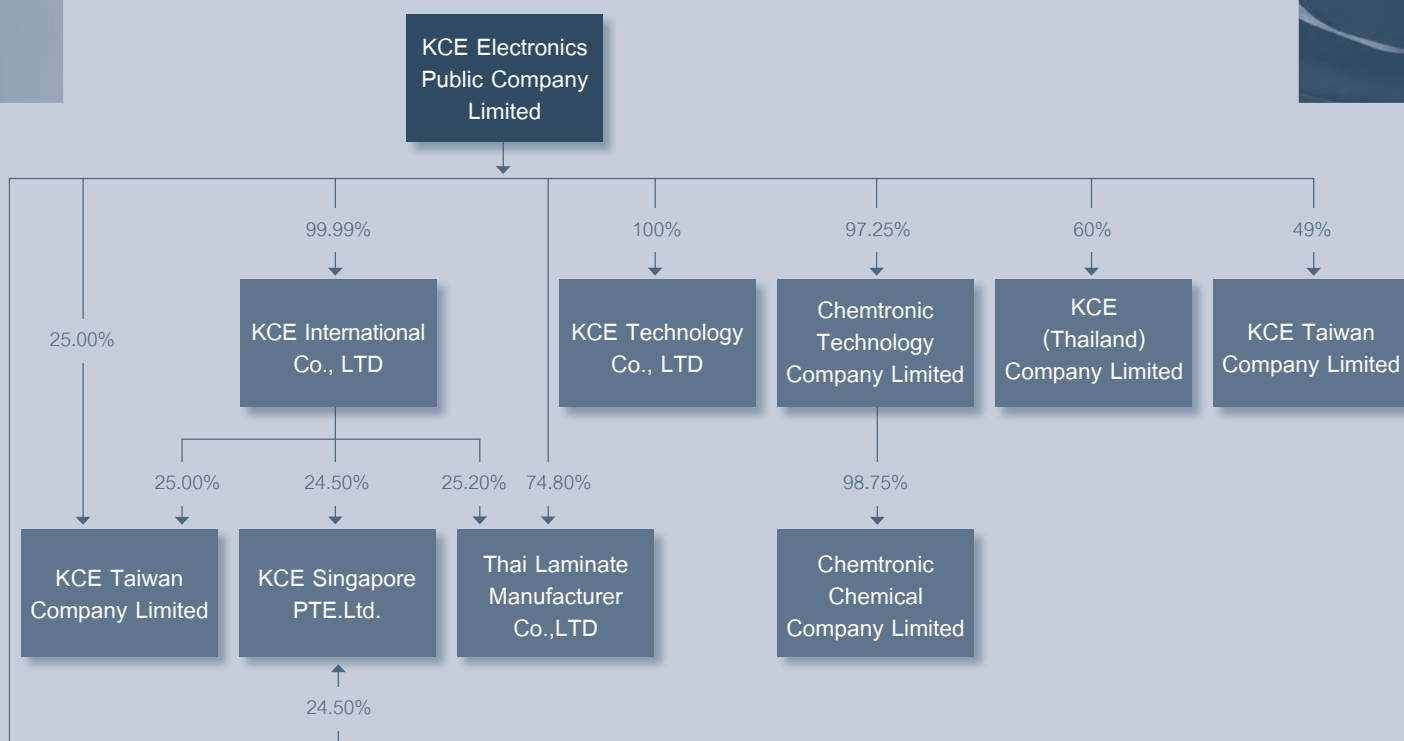 KCE Electronics
Public Company
Limited
99.99%
100%
97.25%
60%
49%
25.00%
KCE International
Co., LTD
KCE Technology
Co., LTD
Chemtronic
Technology
Company Limited
KCE
(Thailand)
Company Limited
KCE Taiwan
Company Limited
25.00%
24.50%
25.20%
74.80%
98.75%
KCE Taiwan
Company Limited
KCE Singapore
PTE.Ltd.
Thai Laminate
Manufacturer
Co.,LTD
Chemtronic
Chemical
Company Limited
24.50%